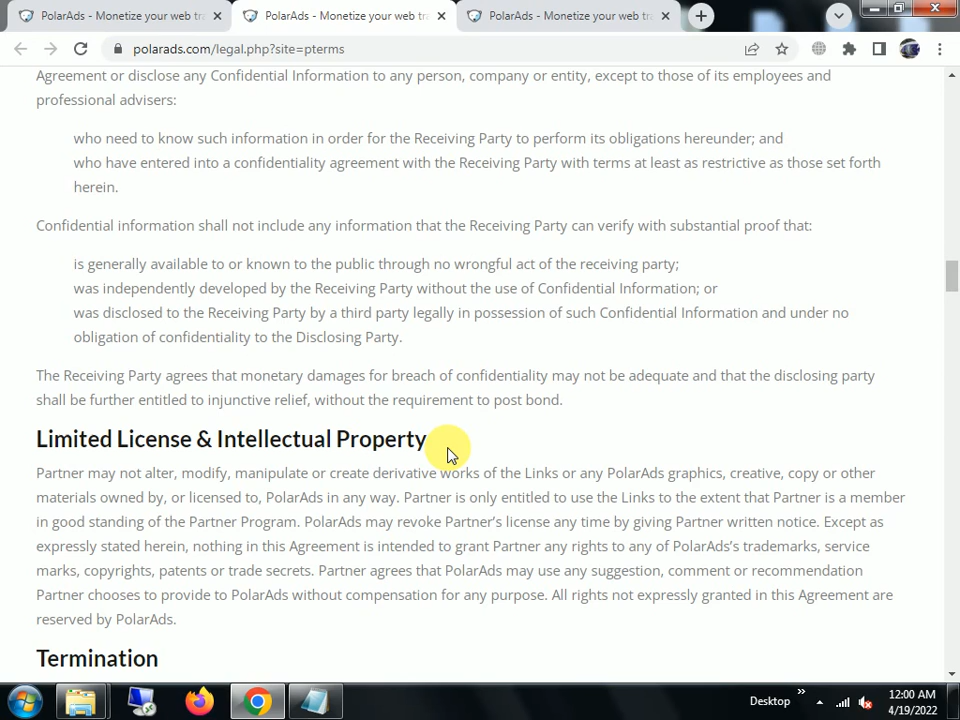 PolarAds - Monetize your web tr
PolarAds - Monetize your web tr
PolarAds - Monetize your web tr
polarads.com/legal.php?site=pterms
Agreement or disclose any Confidential Information to any person, company or entity, except to those of its employees and
professional advisers:
who need to know such information in order for the Receiving Party to perform its obligations hereunder; and
who have entered into a confidentiality agreement with the Receiving Party with terms at least as restrictive as those set forth
herein.
Confidential information shall not include any information that the Receiving Party can verify with substantial proof that:
is generally available to or known to the public through no wrongful act of the receiving party;
was independently developed by the Receiving Party without the use of Confidential Information; or
was disclosed to the Receiving Party by a third party legally in possession of such Confidential Information and under no
obligation of confidentiality to the Disclosing Party.
The Receiving Party agrees that monetary damages for breach of confidentiality may not be adequate and that the disclosing party
shall be further entitled to injunctive relief, without the requirement to post bond.
Limited License & Intellectual Property
Partner may not alter, modify, manipulate or create derivative works of the Links or any PolarAds graphics, creative, copy or other
materials owned by, or licensed to, PolarAds in any way. Partner is only entitled to use the Links to the extent that Partner is a member
in good standing of the Partner Program. PolarAds may revoke Partner's license any time by giving Partner written notice. Except as
expressly stated herein, nothing in this Agreement is intended to grant Partner any rights to any of PolarAds's trademarks, service
marks, copyrights, patents or trade secrets. Partner agrees that PolarAds may use any suggestion, comment or recommendation
Partner chooses to provide to PolarAds without compensation for any purpose. All rights not expressly granted in this Agreement are
reserved by PolarAds.
Termination
Desktop
12:00 AM
4/19/2022